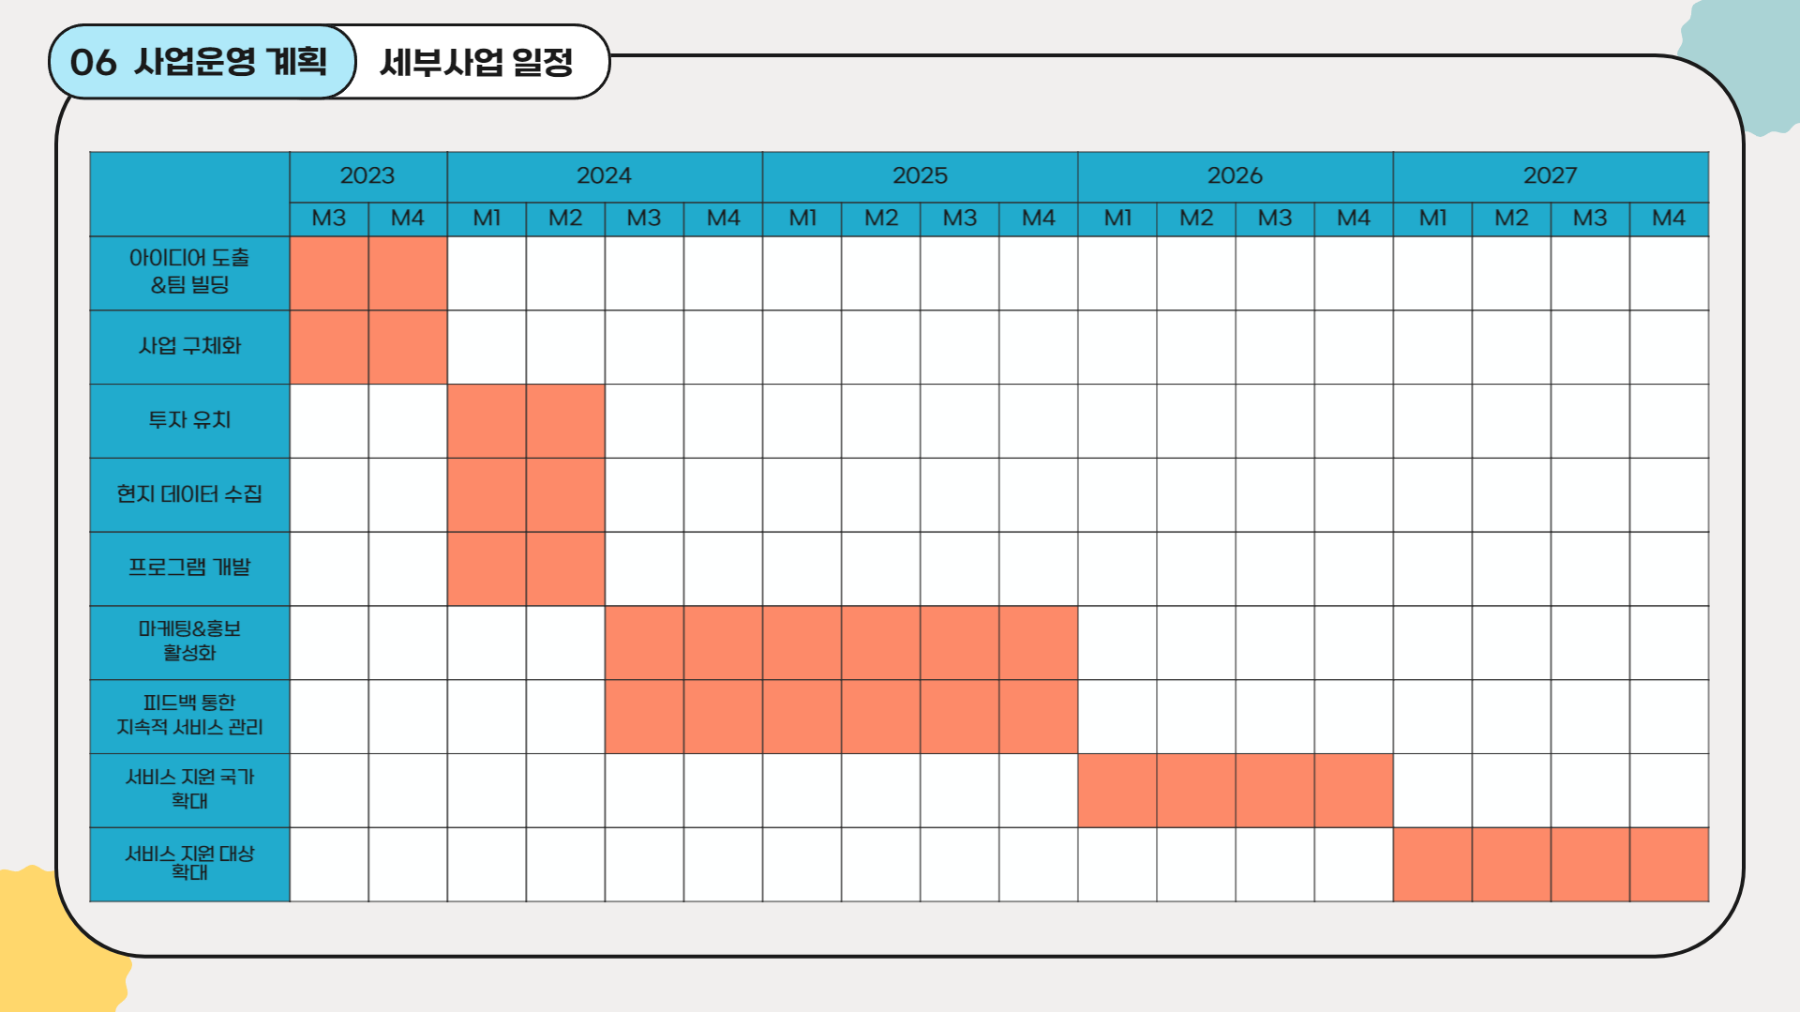 06 사업운영 계획
세부사업 일정
2023 2024 2025 2026 2027
M3 M4 M1 M2 M3 M4 M1 M2 M3 M4 M1 M2 M3 M4 M1 M2 M3 M4
아이디어 도출
&팀 빌딩
사업 구체화
투자 유치
현지 데이터 수집
프로그램 개발
마케팅&홍보
활성화
피드백 통한
지속적 서비스 관리
서비스 지원 국가
확대
서비스 지원 대상
확대